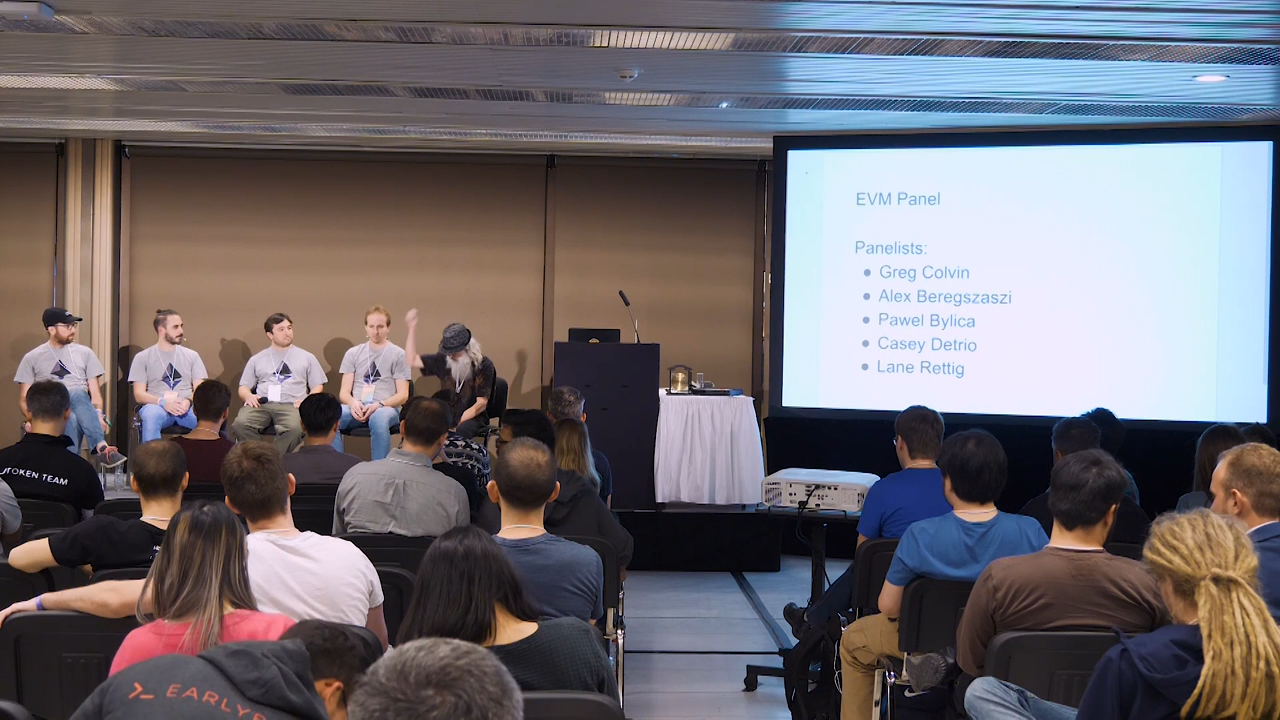 EVM Panel
Panelists:
● Greg Colvin
● Alex Beregszaszi
● Pawel Bylica
● Casey Detrio
● Lane Rettig
TOKEN TEAM
>_ EARLY